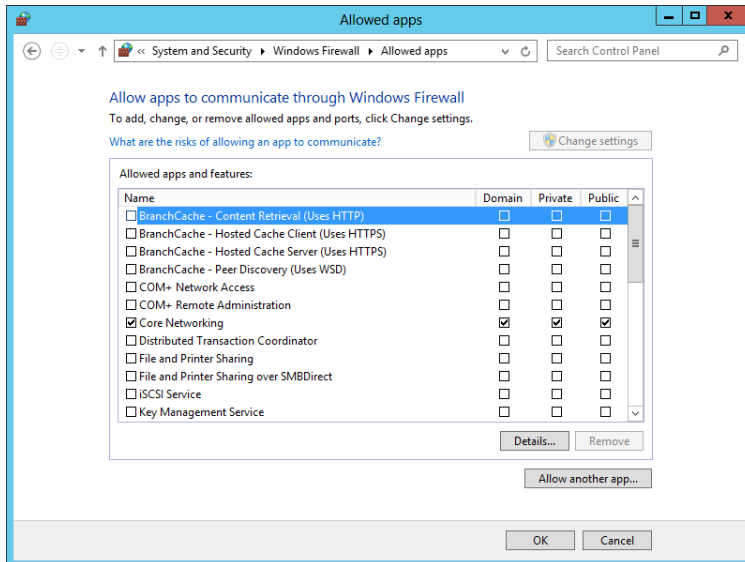 Allowed apps
« System and Security ▸ Windows Firewall ▸ Allowed apps
Search Control Panel
Allow apps to communicate through Windows Firewall
To add, change, or remove allowed apps and ports, click Change settings.
What are the risks of allowing an app to communicate?
Change settings
Allowed apps and features:
Name Domain Private Public
BranchCache - Content Retrieval (Uses HTTP)
BranchCache - Hosted Cache Client (Uses HTTPS)
BranchCache - Hosted Cache Server (Uses HTTPS)
BranchCache - Peer Discovery (Uses WSD)
COM+ Network Access
COM+ Remote Administration
Core Networking
Distributed Transaction Coordinator
File and Printer Sharing
File and Printer Sharing over SMBDirect
iSCSI Service
Key Management Service
Details... Remove
Allow another app...
OK Cancel